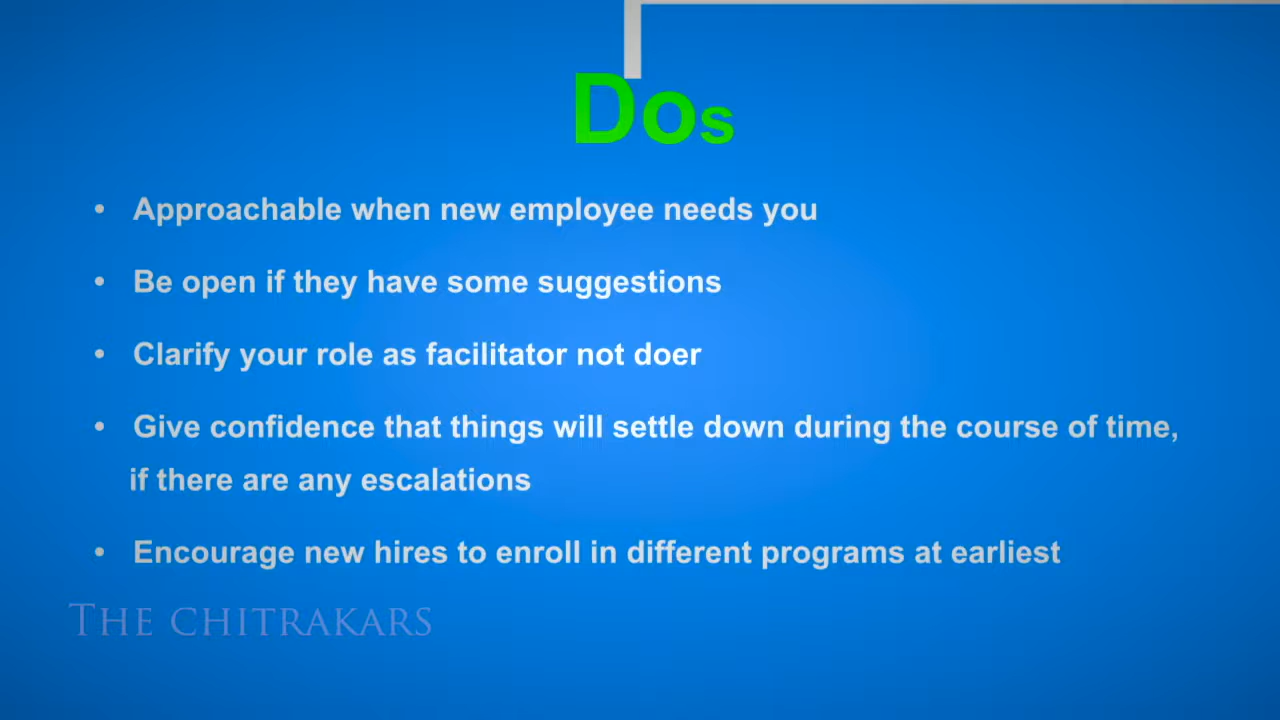 Dos
• Approachable when new employee needs you
• Be open if they have some suggestions
• Clarify your role as facilitator not doer
• Give confidence that things will settle down during the course of time,
if there are any escalations
• Encourage new hires to enroll in different programs at earliest
THE CHITRAKARS